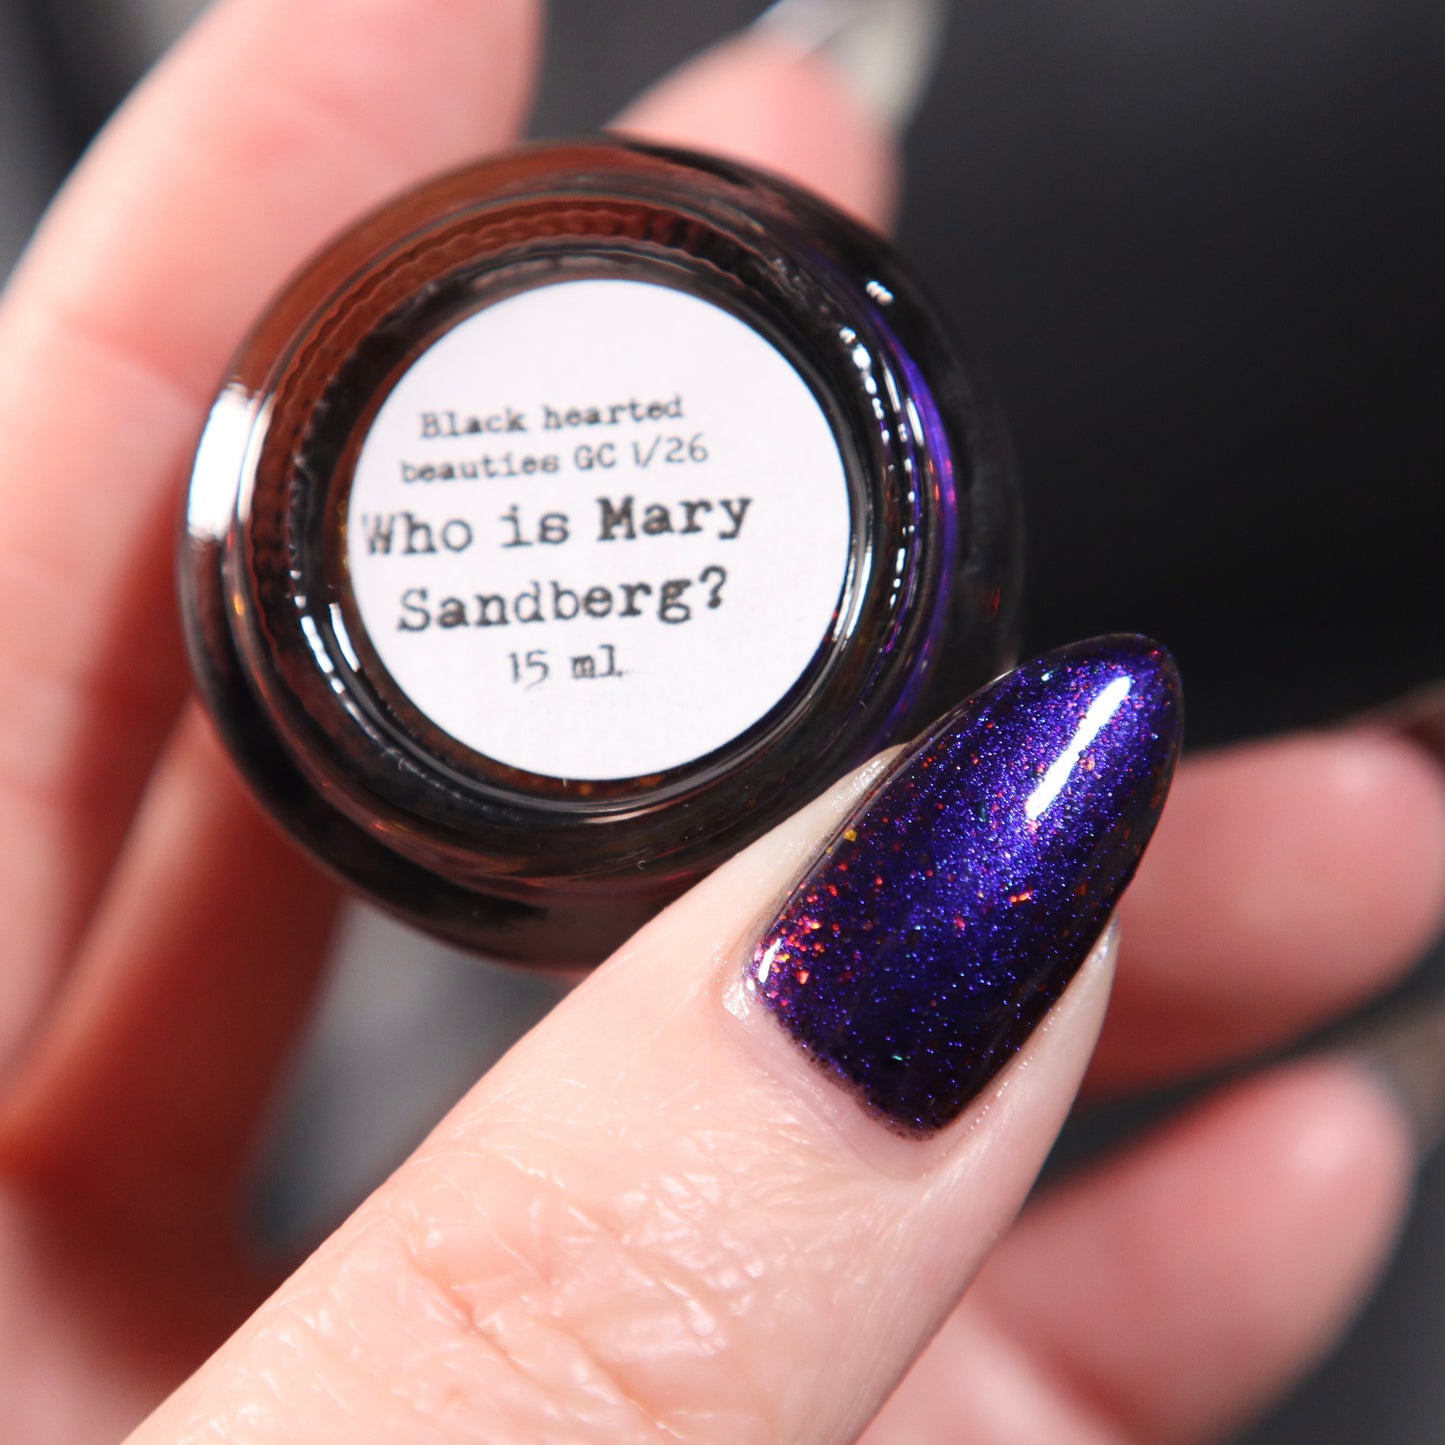 Black hearted
beauties GC 1/26
Who is Mary
Sandberg?
15 ml